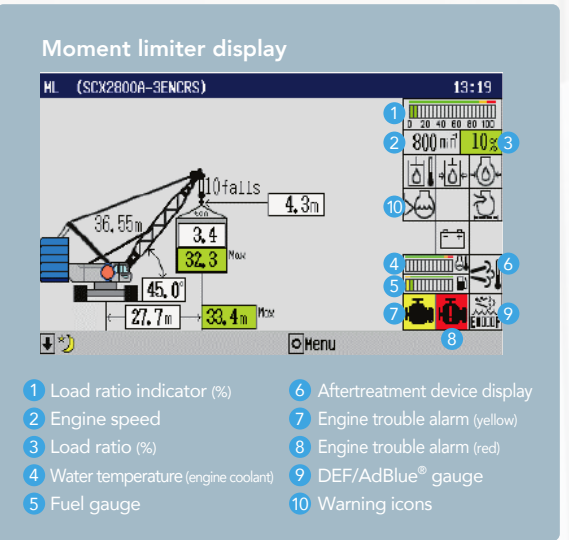 Moment limiter display
ML (SCX2800A-3ENCRS) 13:19
1
0 20 40 60 80 100
2 800 min⁻¹ 10% 3
10falls
4.3m
10
36.55m
ton
3.4
32.3 Max
4
6
5
45.0°
27.7m 33.4m Max
7
9
8
Menu
1 Load ratio indicator (%)
2 Engine speed
3 Load ratio (%)
4 Water temperature (engine coolant)
5 Fuel gauge
6 Aftertreatment device display
7 Engine trouble alarm (yellow)
8 Engine trouble alarm (red)
9 DEF/AdBlue® gauge
10 Warning icons